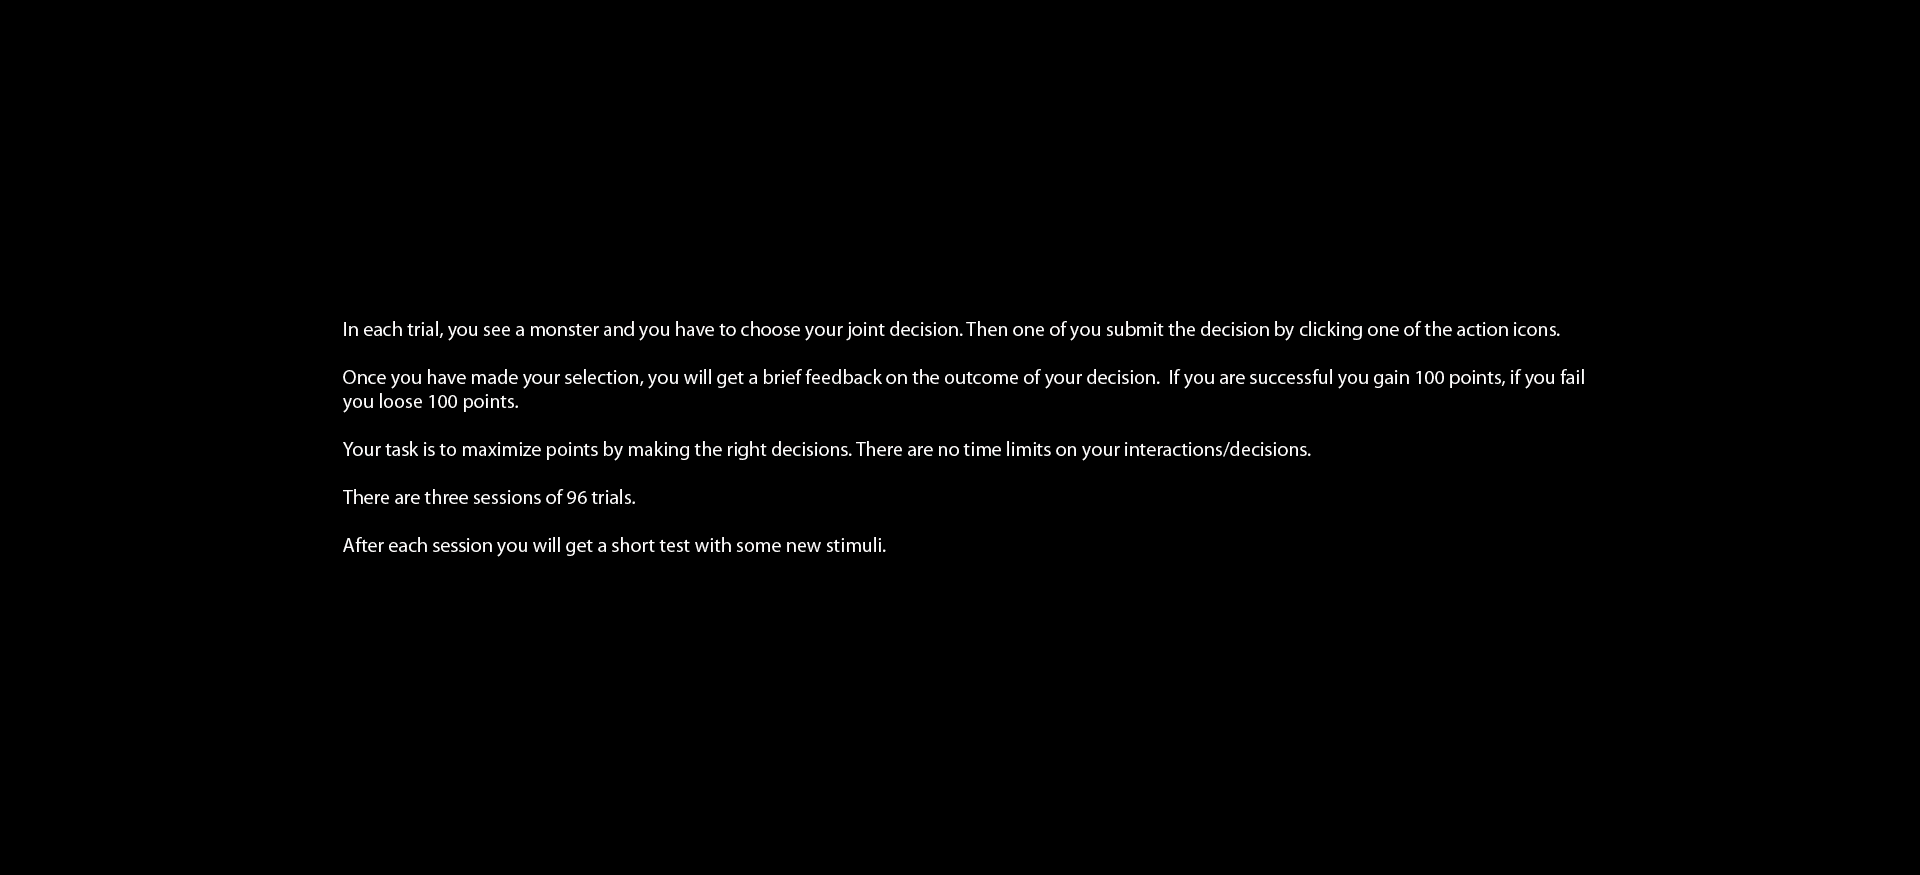 In each trial, you see a monster and you have to choose your joint decision. Then one of you submit the decision by clicking one of the action icons.
Once you have made your selection, you will get a brief feedback on the outcome of your decision.  If you are successful you gain 100 points, if you fail
you loose 100 points.
Your task is to maximize points by making the right decisions. There are no time limits on your interactions/decisions.
There are three sessions of 96 trials.
After each session you will get a short test with some new stimuli.